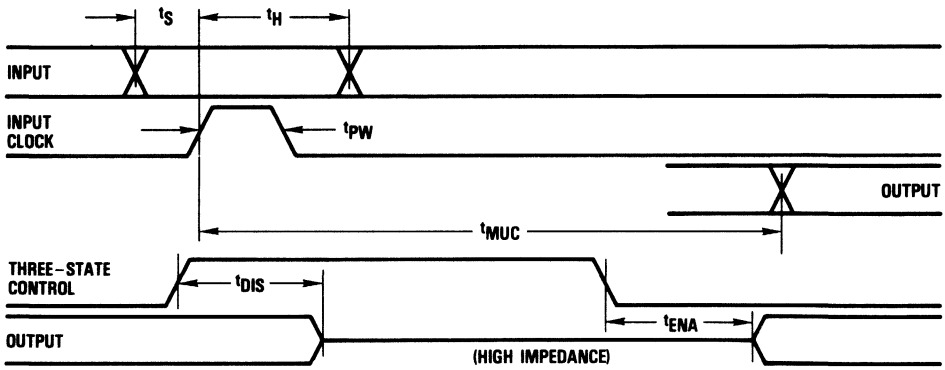 tS
tH
INPUT
INPUT
CLOCK
tPW
OUTPUT
tMUC
THREE-STATE
CONTROL
tDIS
tENA
OUTPUT
(HIGH IMPEDANCE)